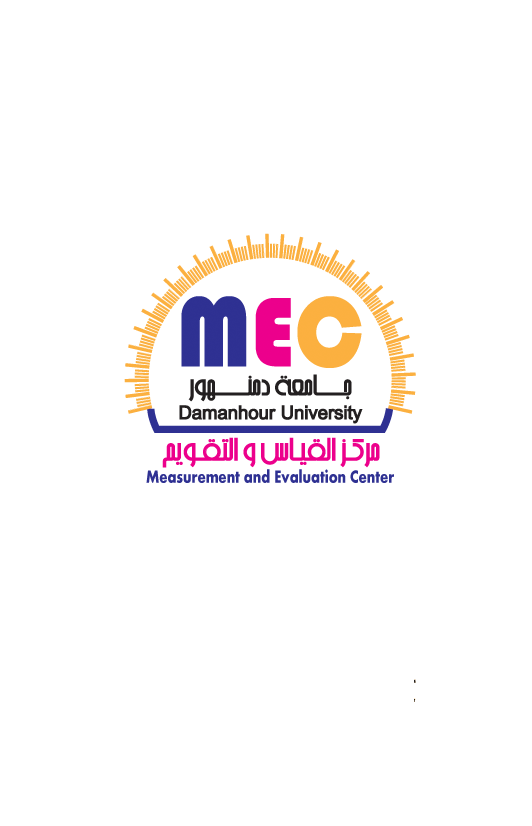 MEC
جامعة دمنهور
Damanhour University
مركز القياس و التقويم
Measurement and Evaluation Center